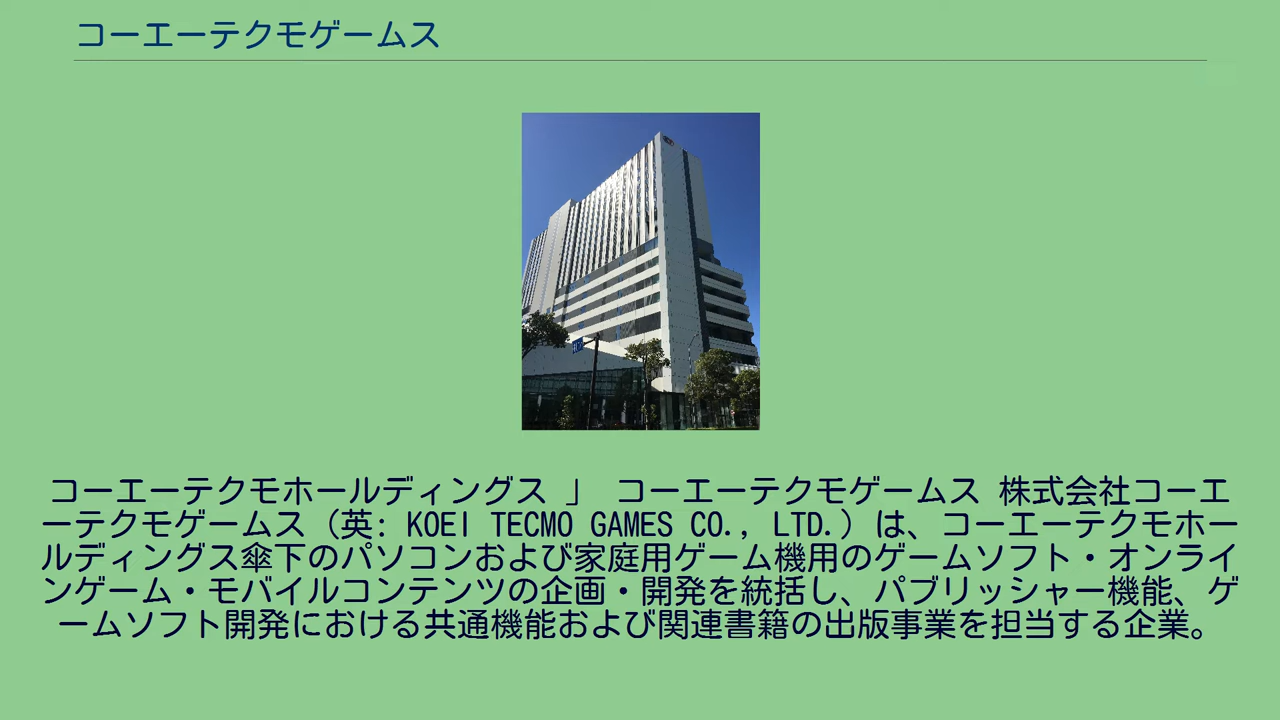 コーエーテクモゲームス
コーエーテクモホールディングス 」 コーエーテクモゲームス 株式会社コーエ
ーテクモゲームス（英: KOEI TECMO GAMES CO., LTD.）は、コーエーテクモホー
ルディングス傘下のパソコンおよび家庭用ゲーム機用のゲームソフト・オンライ
ンゲーム・モバイルコンテンツの企画・開発を統括し、パブリッシャー機能、ゲ
ームソフト開発における共通機能および関連書籍の出版事業を担当する企業。